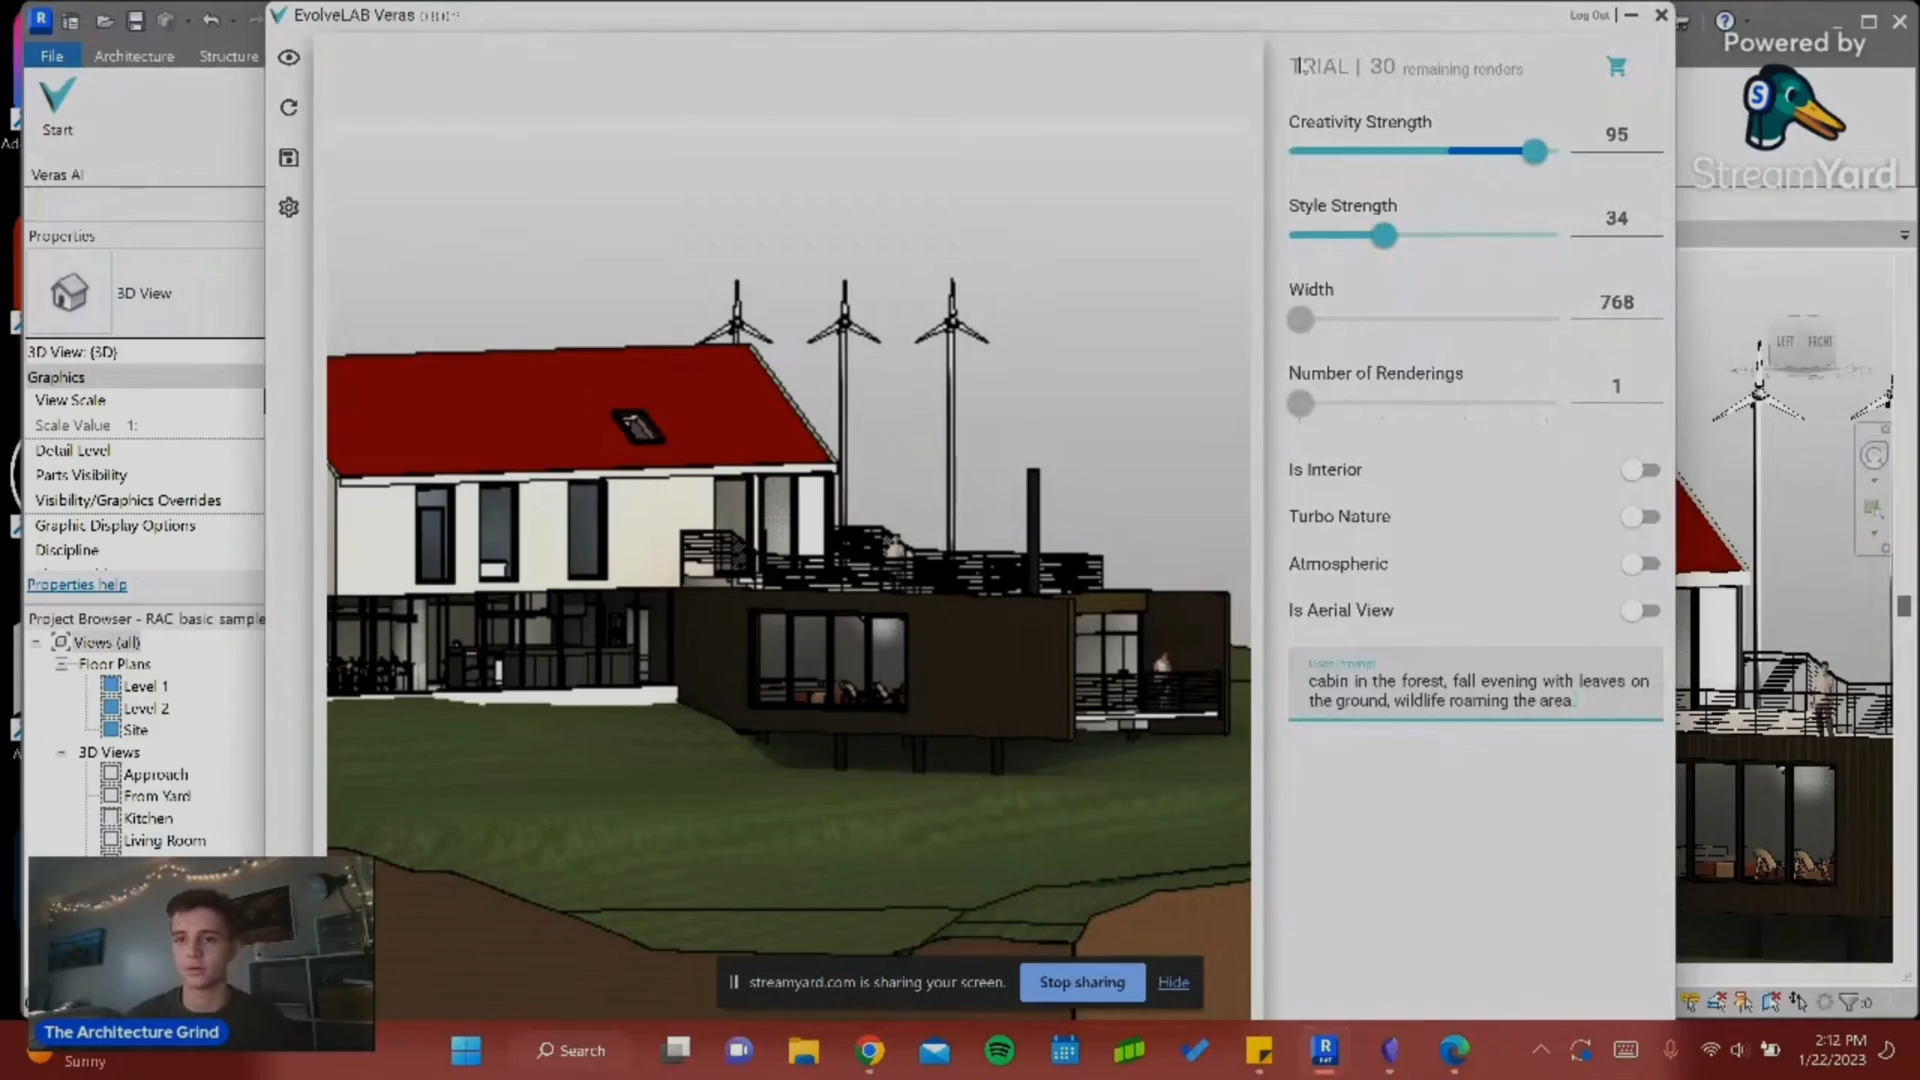 EvolveLAB Veras
Log Out
Powered by
StreamYard
File
Architecture
Structure
Start
Veras AI
Properties
3D View
3D View: {3D}
Graphics
View Scale
Scale Value 1:
Detail Level
Parts Visibility
Visibility/Graphics Overrides
Graphic Display Options
Discipline
Properties help
Project Browser - RAC basic sample
Views (all)
Floor Plans
Level 1
Level 2
Site
3D Views
Approach
From Yard
Kitchen
Living Room
TRIAL | 30 remaining renders
Creativity Strength
95
Style Strength
34
Width
768
Number of Renderings
1
Is Interior
Turbo Nature
Atmospheric
Is Aerial View
User Prompt
cabin in the forest, fall evening with leaves on
the ground, wildlife roaming the area
LEFT
FRONT
streamyard.com is sharing your screen.
Stop sharing
Hide
The Architecture Grind
Sunny
Search
2:12 PM
1/22/2023